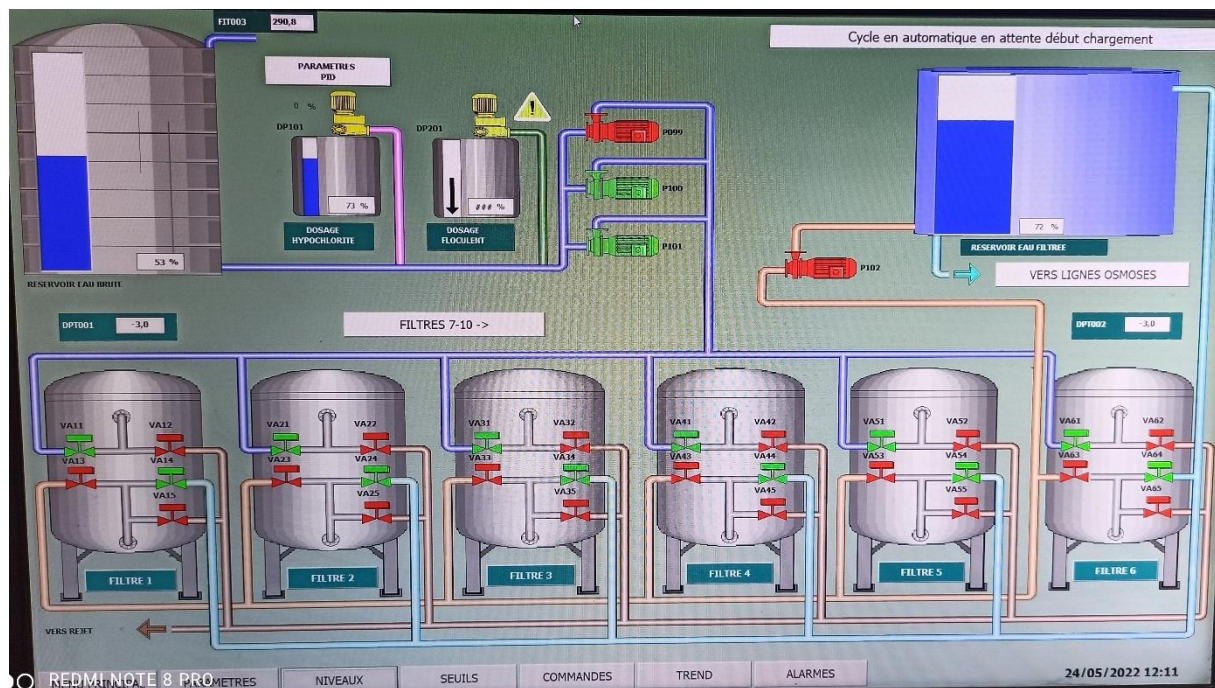 FIT003 290,8
Cycle en automatique en attente début chargement
PARAMETRES
PID
0 %
DP101
DP201
P099
P100
P101
P102
73 %
### %
DOSAGE
HYPOCHLORITE
DOSAGE
FLOCULENT
53 %
RESERVOIR EAU BRUTE
72 %
RESERVOIR EAU FILTREE
VERS LIGNES OSMOSES
DPT001 -3,0
FILTRES 7-10 ->
DPT002 -3,0
VA11 VA12 VA21 VA22 VA31 VA32 VA41 VA42 VA51 VA52 VA61 VA62
VA13 VA14 VA23 VA24 VA33 VA34 VA43 VA44 VA53 VA54 VA63 VA64
VA15 VA25 VA35 VA45 VA55 VA65
FILTRE 1 FILTRE 2 FILTRE 3 FILTRE 4 FILTRE 5 FILTRE 6
VERS REJET
24/05/2022 12:11
MENU PRINCIPAL PARAMETRES NIVEAUX SEUILS COMMANDES TREND ALARMES
REDMI NOTE 8 PRO